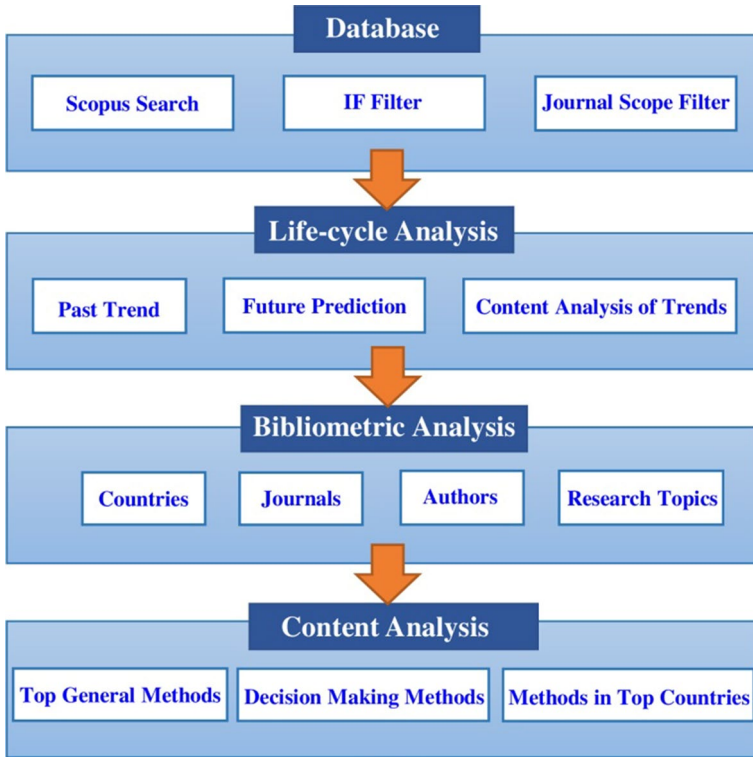 Database
Scopus Search
IF Filter
Journal Scope Filter
Life-cycle Analysis
Past Trend
Future Prediction
Content Analysis of Trends
Bibliometric Analysis
Countries
Journals
Authors
Research Topics
Content Analysis
Top General Methods
Decision Making Methods
Methods in Top Countries